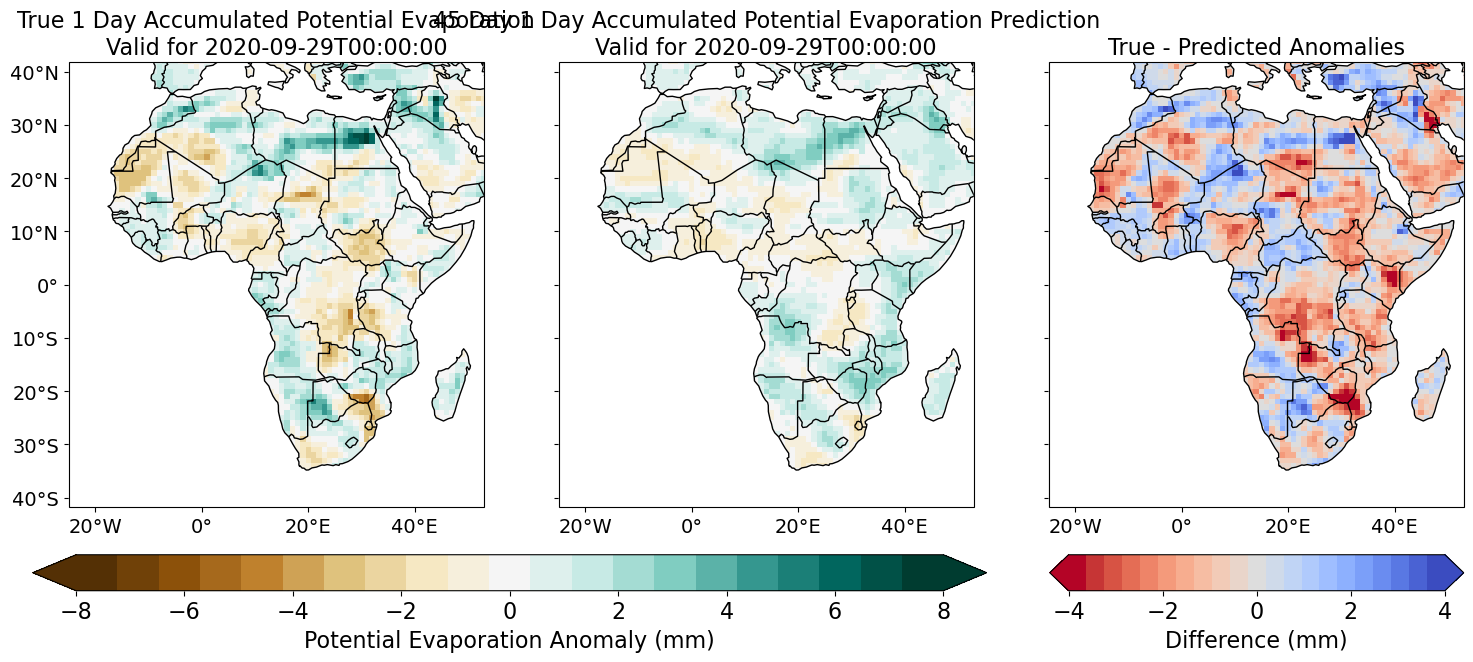 True 1 Day Accumulated Potential Evaporation
Valid for 2020-09-29T00:00:00
45 Day 1 Day Accumulated Potential Evaporation Prediction
Valid for 2020-09-29T00:00:00
True - Predicted Anomalies
40°N
30°N
20°N
10°N
0°
10°S
20°S
30°S
40°S
20°W 0° 20°E 40°E
20°W 0° 20°E 40°E
20°W 0° 20°E 40°E
−8 −6 −4 −2 0 2 4 6 8
Potential Evaporation Anomaly (mm)
−4 −2 0 2 4
Difference (mm)